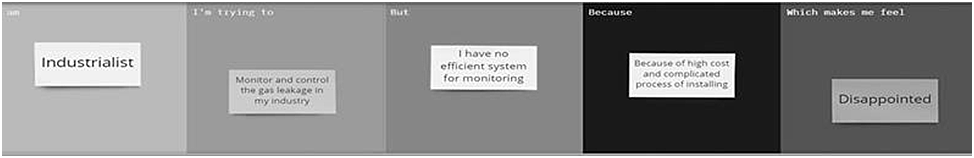 am
Industrialist
I'm trying to
Monitor and control
the gas leakage in
my industry
But
I have no
efficient system
for monitoring
Because
Because of high cost
and complicated
process of installing
Which makes me feel
Disappointed